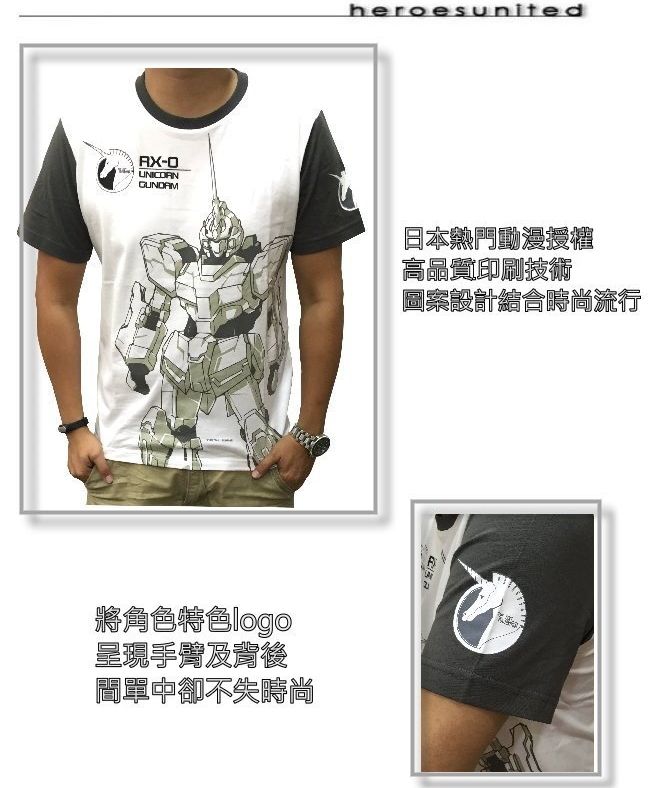 heroesunited
RX-0
UNICORN
GUNDAM
日本熱門動漫授權
高品質印刷技術
圖案設計結合時尚流行
將角色特色logo
呈現手臂及背後
間單中卻不失時尚